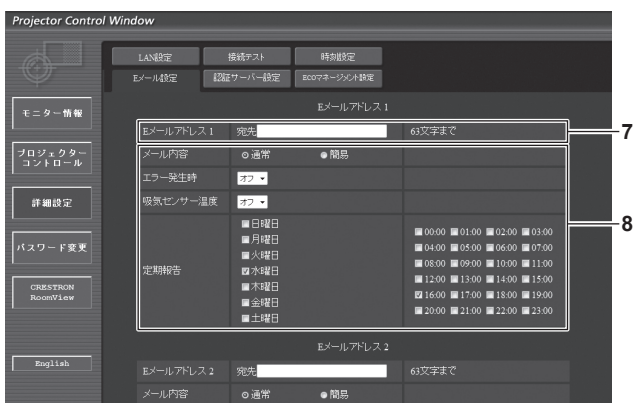 Projector Control Window
LAN設定 接続テスト 時刻設定
Eメール設定 認証サーバー設定 ECOマネージメント設定
モニター情報
プロジェクター
コントロール
詳細設定
パスワード変更
CRESTRON
RoomView
English
Eメールアドレス 1
Eメールアドレス 1 宛先 63文字まで 7
メール内容 通常 簡易
エラー発生時 オフ
吸気センサー温度 オフ
8
定期報告
日曜日
月曜日
火曜日
水曜日
木曜日
金曜日
土曜日
00:00 01:00 02:00 03:00
04:00 05:00 06:00 07:00
08:00 09:00 10:00 11:00
12:00 13:00 14:00 15:00
16:00 17:00 18:00 19:00
20:00 21:00 22:00 23:00
Eメールアドレス 2
Eメールアドレス 2 宛先 63文字まで
メール内容 通常 簡易